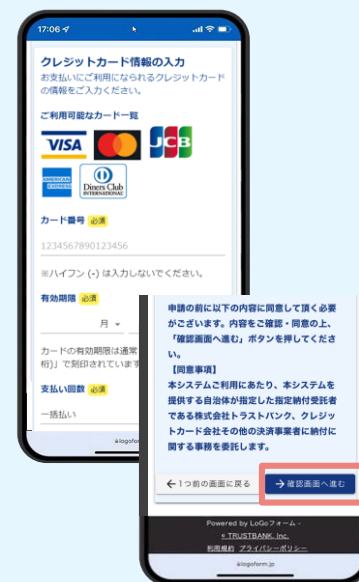 17:06
クレジットカード情報の入力
お支払いにご利用になられるクレジットカード
の情報をご入力ください。
ご利用可能なカード一覧
VISA
JCB
AMERICAN EXPRESS
Diners Club
INTERNATIONAL
カード番号 必須
1234567890123456
※ハイフン (-) は入力しないでください。
有効期限 必須
月
カードの有効期限は通常
桁)」で刻印されています
支払い回数 必須
一括払い
logofor
申請の前に以下の内容に同意して頂く必要
がございます。内容をご確認・同意の上、
「確認画面へ進む」ボタンを押してくださ
い。
【同意事項】
本システムご利用にあたり、本システムを
提供する自治体が指定した指定納付受託者
である株式会社トラストバンク、クレジッ
トカード会社その他の決済事業者に納付に
関する事務を委託します。
←1つ前の画面に戻る
→確認画面へ進む
Powered by LoGoフォーム -
© TRUSTBANK, Inc.
利用規約 プライバシーポリシー
logoform.jp